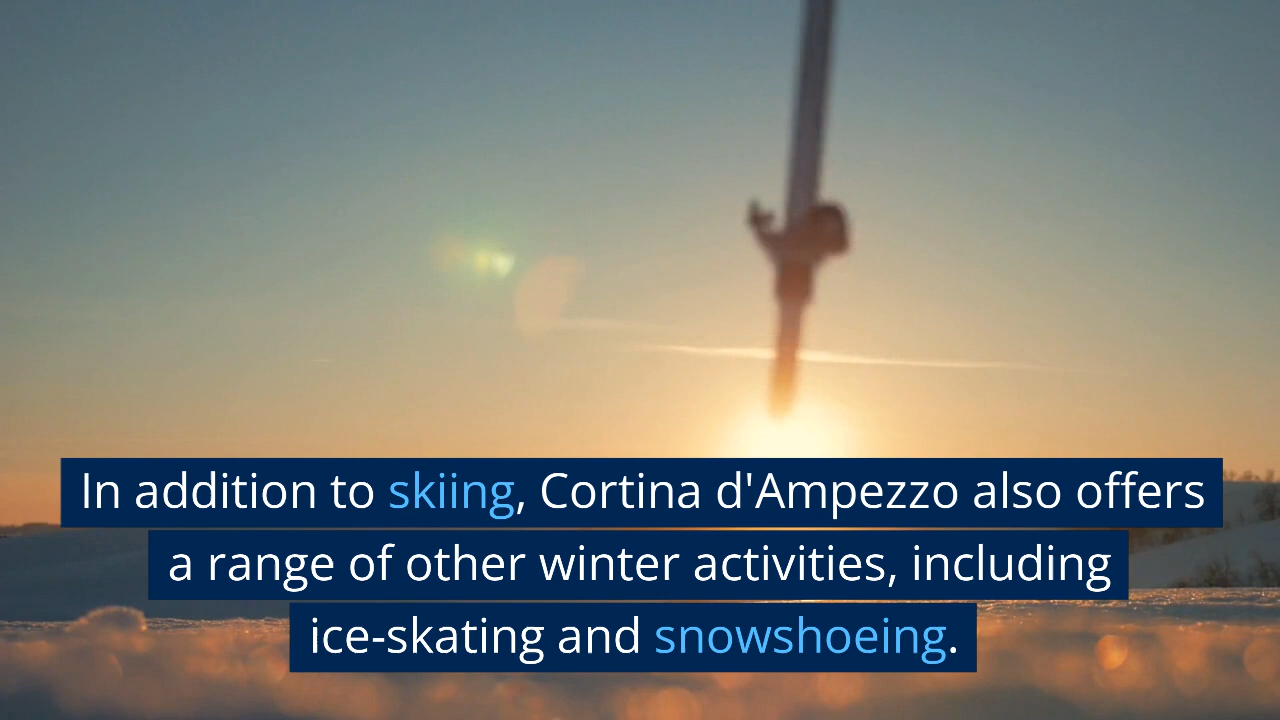 In addition to skiing, Cortina d'Ampezzo also offers
a range of other winter activities, including
ice-skating and snowshoeing.